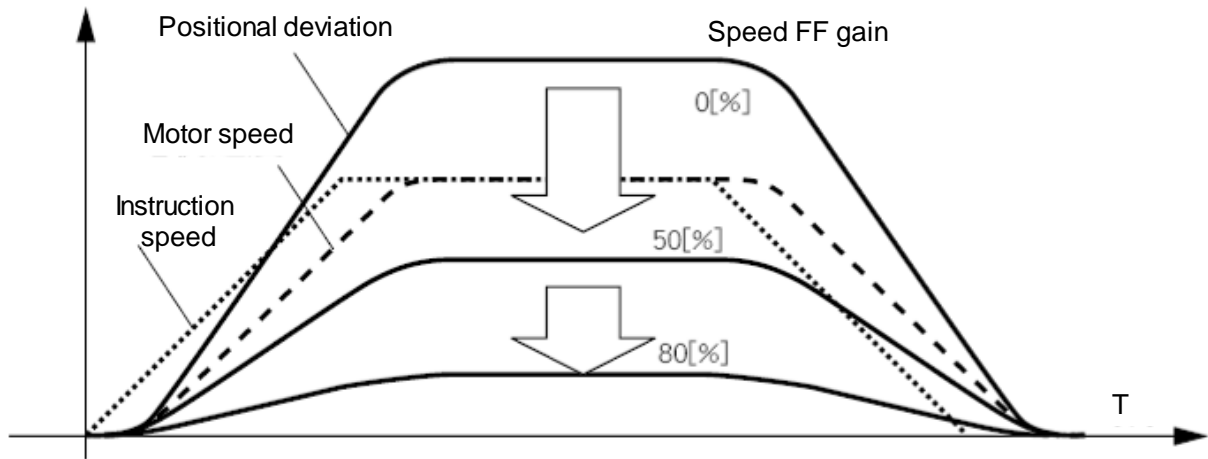 Positional deviation
Speed FF gain
0[%]
Motor speed
Instruction
speed
50[%]
80[%]
T